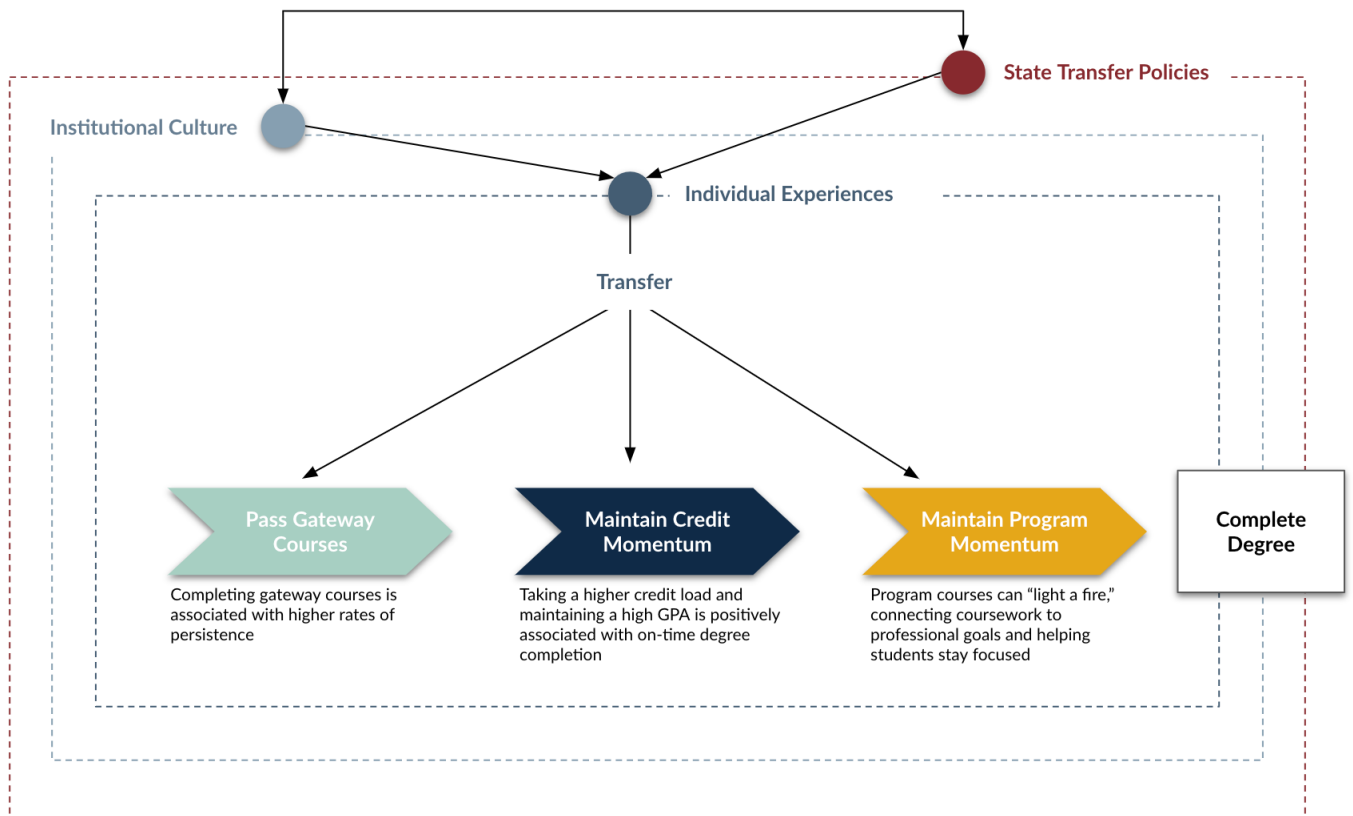 State Transfer Policies
Institutional Culture
Individual Experiences
Transfer
Pass Gateway
Courses
Completing gateway courses is
associated with higher rates of
persistence
Maintain Credit
Momentum
Taking a higher credit load and
maintaining a high GPA is positively
associated with on-time degree
completion
Maintain Program
Momentum
Program courses can “light a fire,”
connecting coursework to
professional goals and helping
students stay focused
Complete
Degree